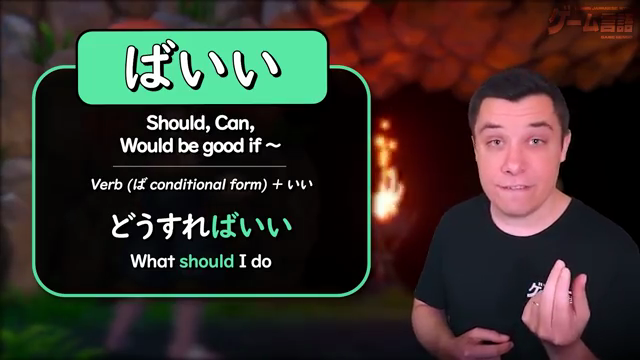 ゲーム言語
ばいい
Should, Can,
Would be good if ~
Verb (ば conditional form) + いい
どうすればいい
What should I do
ゲ